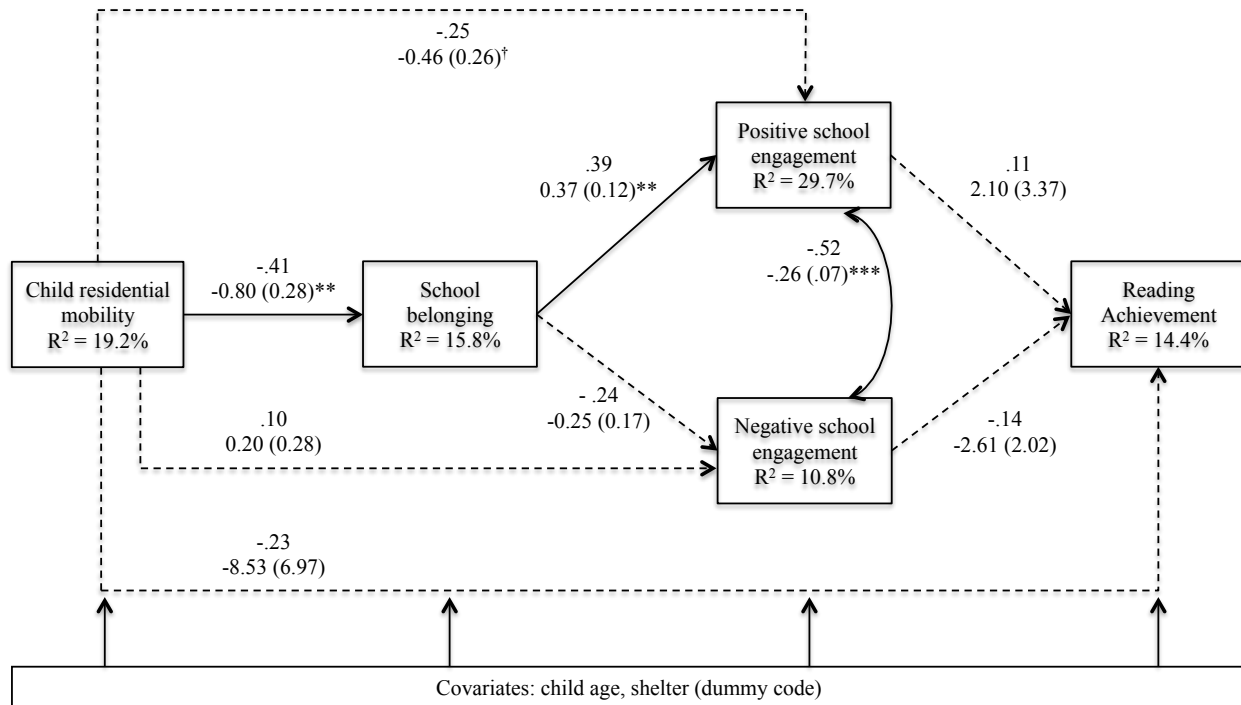 -.25
-0.46 (0.26)†
Positive school
engagement
R² = 29.7%
.39
0.37 (0.12)**
.11
2.10 (3.37)
-.52
-.26 (.07)***
Child residential
mobility
R² = 19.2%
-.41
-0.80 (0.28)**
School
belonging
R² = 15.8%
Reading
Achievement
R² = 14.4%
- .24
-0.25 (0.17)
.10
0.20 (0.28)
Negative school
engagement
R² = 10.8%
-.14
-2.61 (2.02)
-.23
-8.53 (6.97)
Covariates: child age, shelter (dummy code)